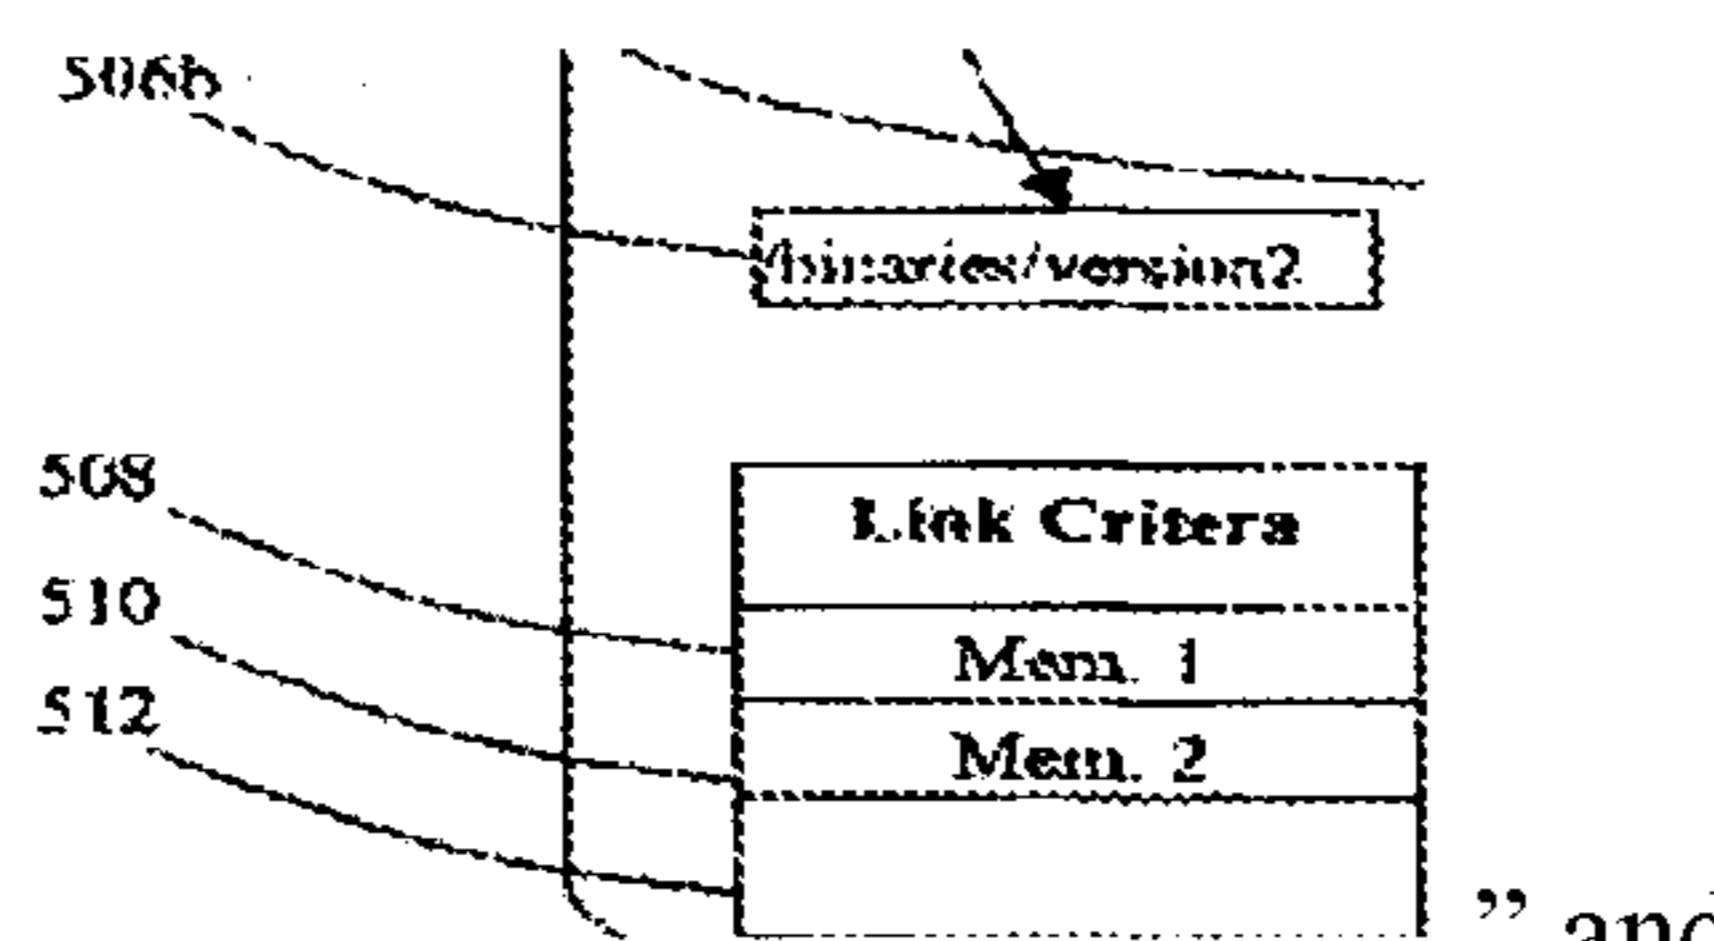 506b
/binaries/version2
508
Link Critera
510
Mem. 1
512
Mem. 2
” and